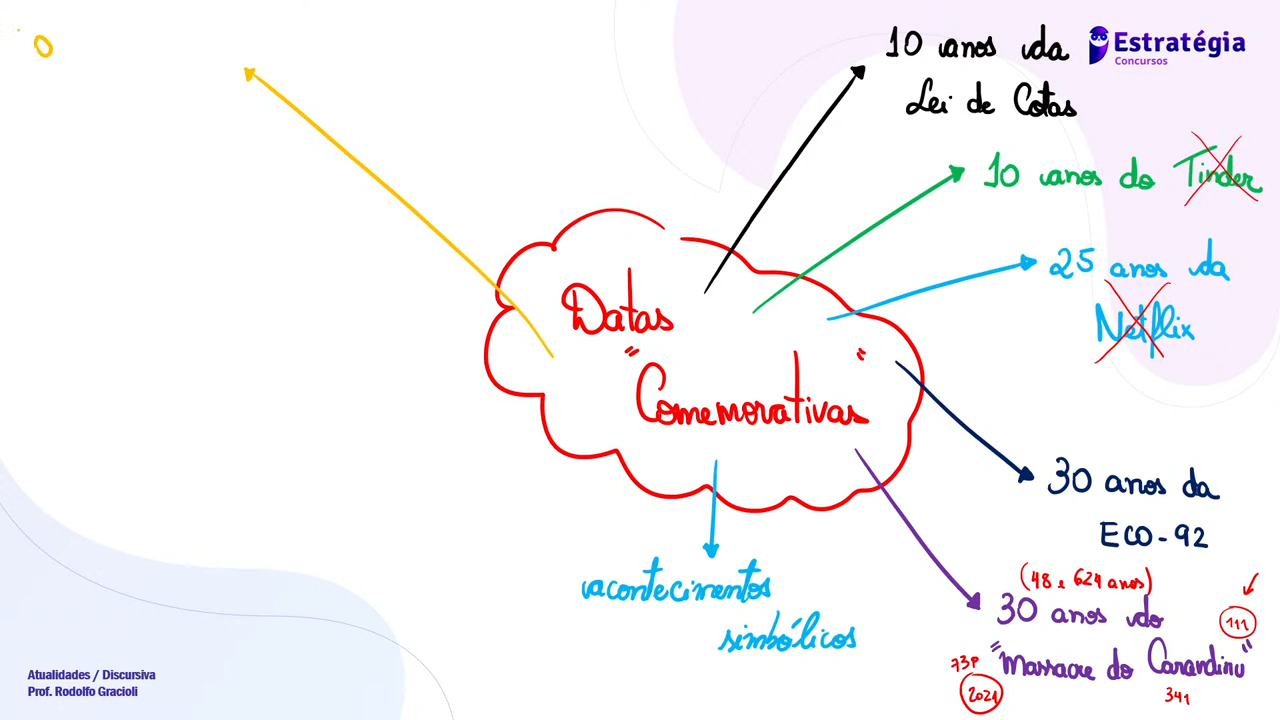 10 anos da
Lei de Cotas
Estratégia
Concursos
10 anos do Tinder
25 anos da
Netflix
Datas
"Comemorativas"
30 anos da
ECO-92
(48 e 624 anos)
30 anos do
111
"Massacre do Carandiru"
73P
2021
341
acontecimentos
simbólicos
Atualidades / Discursiva
Prof. Rodolfo Gracioli